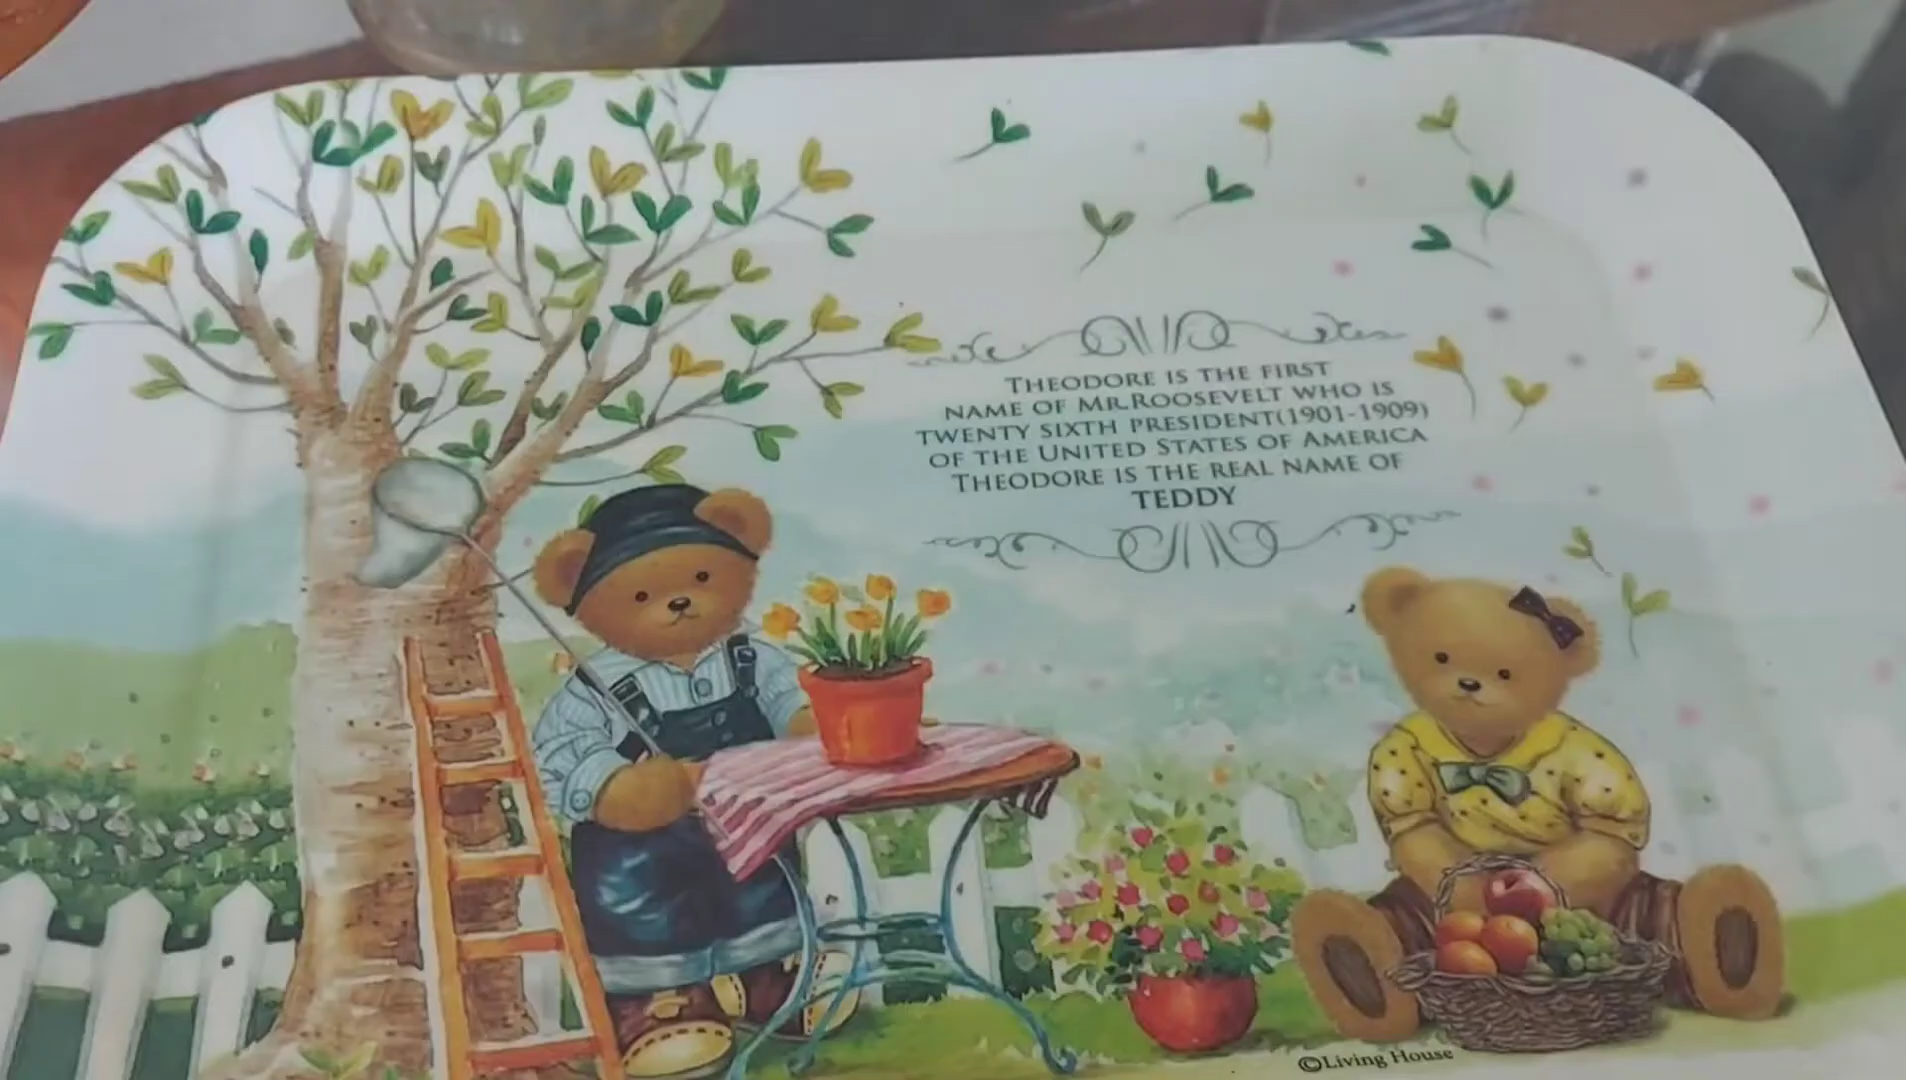 THEODORE IS THE FIRST
NAME OF MR.ROOSEVELT WHO IS
TWENTY SIXTH PRESIDENT(1901-1909)
OF THE UNITED STATES OF AMERICA
THEODORE IS THE REAL NAME OF
TEDDY
©Living House